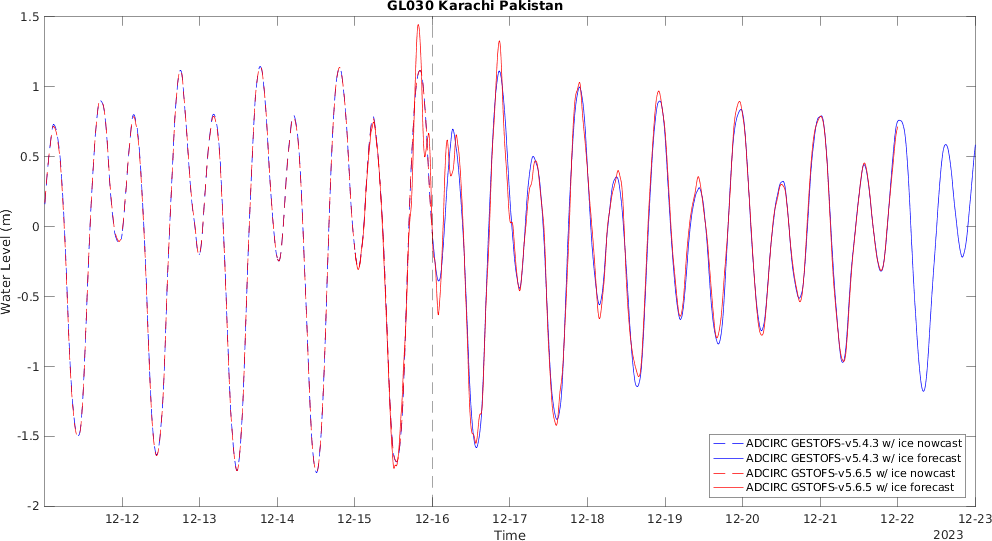 GL030 Karachi Pakistan
1.5
1
0.5
0
-0.5
-1
-1.5
-2
Water Level (m)
12-12 12-13 12-14 12-15 12-16 12-17 12-18 12-19 12-20 12-21 12-22 12-23
Time
2023
ADCIRC GESTOFS-v5.4.3 w/ ice nowcast
ADCIRC GESTOFS-v5.4.3 w/ ice forecast
ADCIRC GSTOFS-v5.6.5 w/ ice nowcast
ADCIRC GSTOFS-v5.6.5 w/ ice forecast